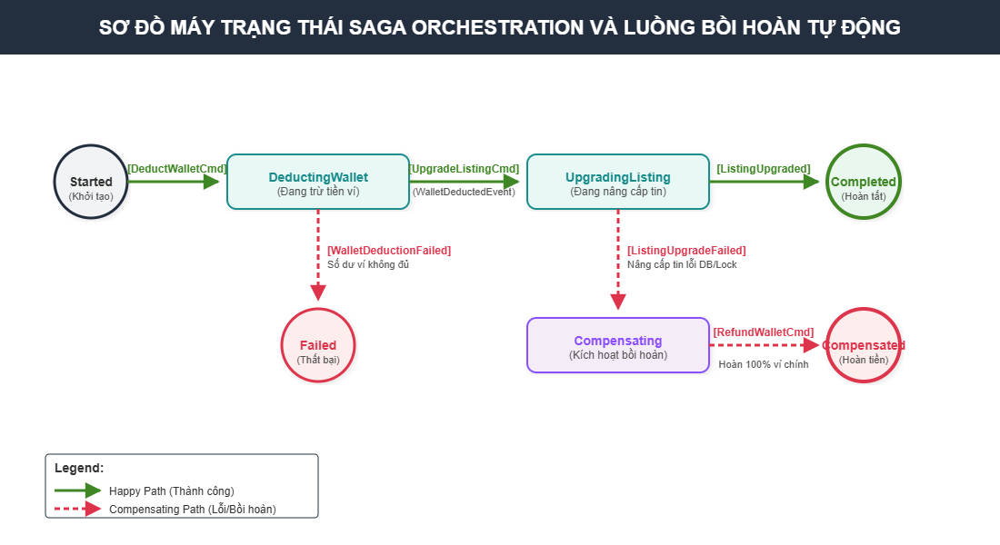 SƠ ĐỒ MÁY TRẠNG THÁI SAGA ORCHESTRATION VÀ LUỒNG BỒI HOÀN TỰ ĐỘNG
Started
(Khởi tạo)
[DeductWalletCmd]
DeductingWallet
(Đang trừ tiền ví)
[UpgradeListingCmd]
(WalletDeductedEvent)
UpgradingListing
(Đang nâng cấp tin)
[ListingUpgraded]
Completed
(Hoàn tất)
[WalletDeductionFailed]
Số dư ví không đủ
[ListingUpgradeFailed]
Nâng cấp tin lỗi DB/Lock
Failed
(Thất bại)
Compensating
(Kích hoạt bồi hoàn)
[RefundWalletCmd]
Hoàn 100% ví chính
Compensated
(Hoàn tiền)
Legend:
Happy Path (Thành công)
Compensating Path (Lỗi/Bồi hoàn)